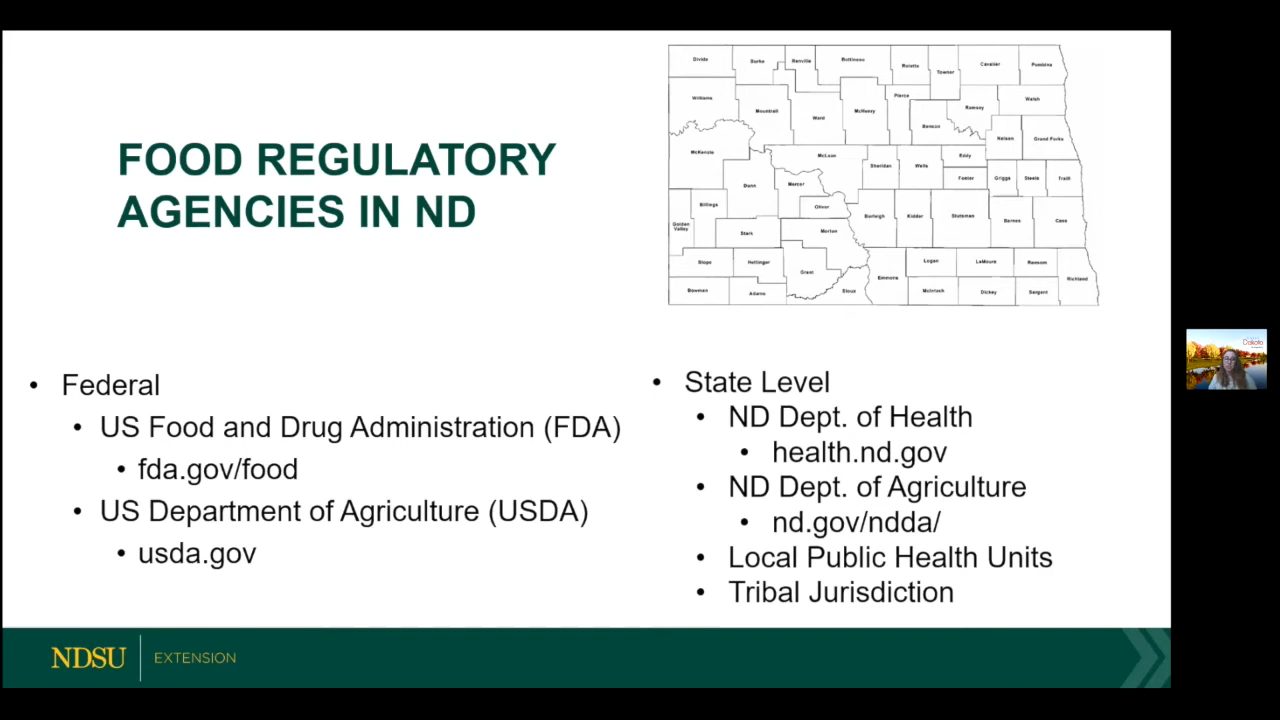 FOOD REGULATORY
AGENCIES IN ND
Divide
Burke
Renville
Bottineau
Rolette
Towner
Cavalier
Pembina
Williams
Mountrail
Ward
McHenry
Pierce
Benson
Ramsey
Walsh
Nelson
Grand Forks
McKenzie
Dunn
McLean
Mercer
Sheridan
Wells
Eddy
Foster
Griggs
Steele
Traill
Billings
Golden
Valley
Stark
Oliver
Morton
Burleigh
Kidder
Stutsman
Barnes
Cass
Slope
Hettinger
Grant
Logan
LaMoure
Ransom
Richland
Bowman
Adams
Sioux
Emmons
McIntosh
Dickey
Sargent
• Federal
• US Food and Drug Administration (FDA)
• fda.gov/food
• US Department of Agriculture (USDA)
• usda.gov
• State Level
• ND Dept. of Health
• health.nd.gov
• ND Dept. of Agriculture
• nd.gov/ndda/
• Local Public Health Units
• Tribal Jurisdiction
NDSU EXTENSION
Dakota